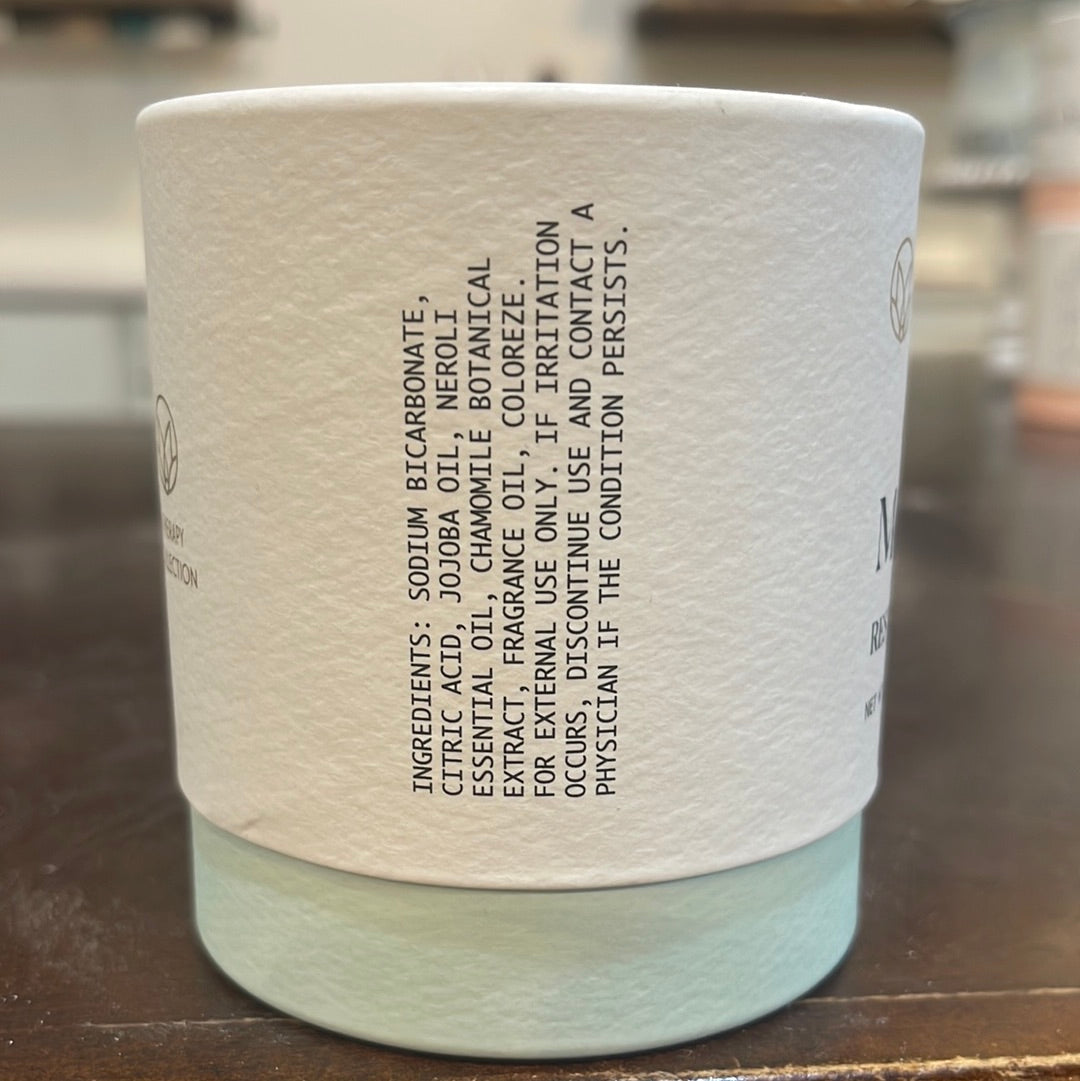 INGREDIENTS: SODIUM BICARBONATE,
CITRIC ACID, JOJOBA OIL, NEROLI
ESSENTIAL OIL, CHAMOMILE BOTANICAL
EXTRACT, FRAGRANCE OIL, COLOREZE.
FOR EXTERNAL USE ONLY. IF IRRITATION
OCCURS, DISCONTINUE USE AND CONTACT A
PHYSICIAN IF THE CONDITION PERSISTS.
NET